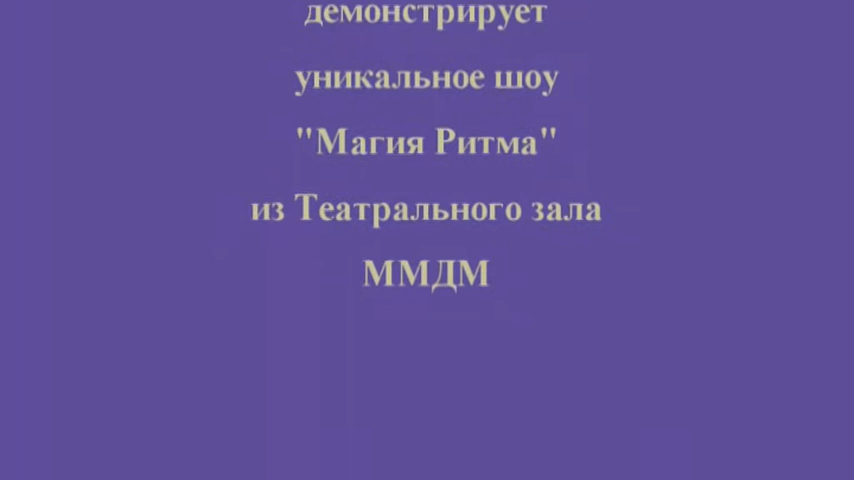 демонстрирует
уникальное шоу
"Магия Ритма"
из Театрального зала
ММДМ